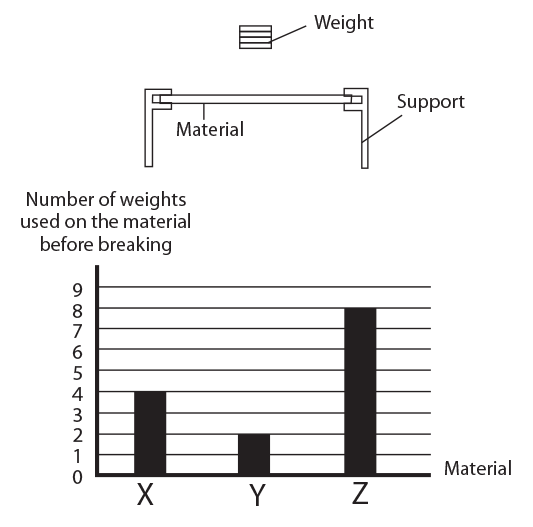 Weight
Support
Material
Number of weights
used on the material
before breaking
9
8
7
6
5
4
3
2
1
0
Material
X Y Z